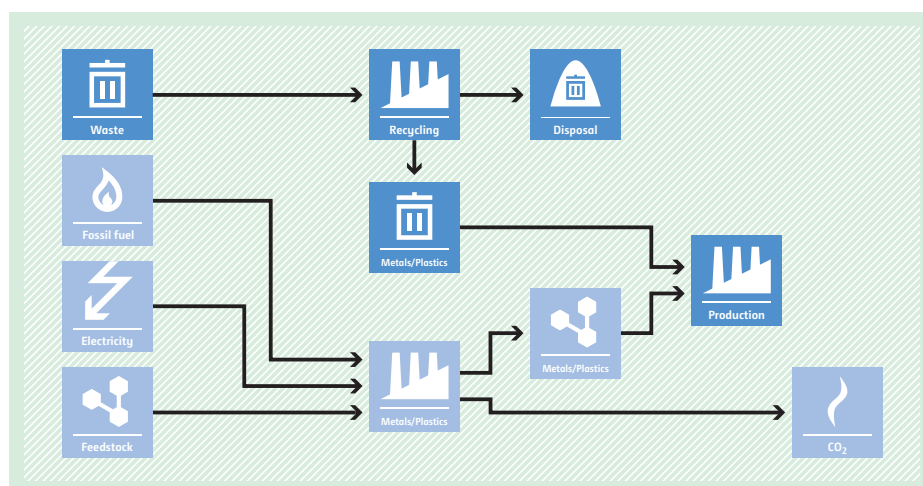 Waste
Recycling
Disposal
Fossil fuel
Metals/Plastics
Electricity
Production
Metals/Plastics
Feedstock
Metals/Plastics
CO₂